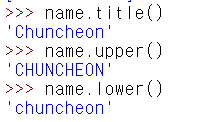 >>> name.title()
'Chuncheon'
>>> name.upper()
'CHUNCHEON'
>>> name.lower()
'chuncheon'